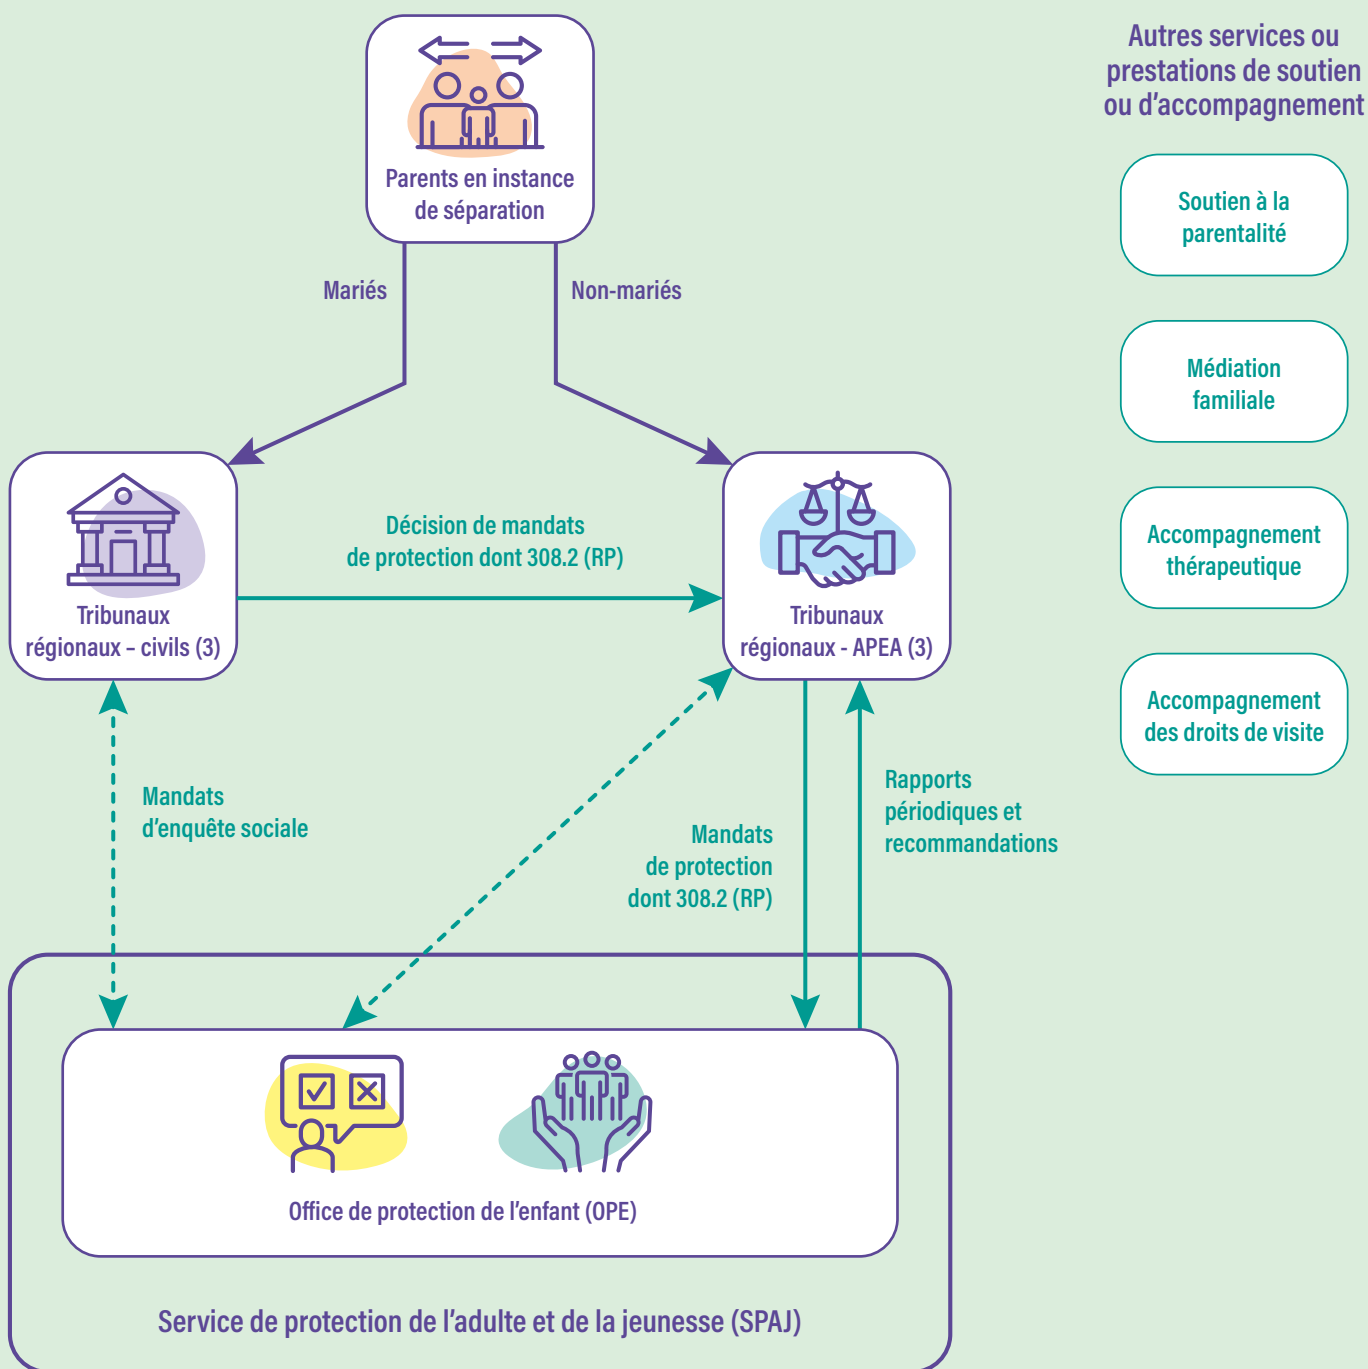 Parents en instance
de séparation
Autres services ou
prestations de soutien
ou d'accompagnement
Soutien à la
parentalité
Médiation
familiale
Accompagnement
thérapeutique
Accompagnement
des droits de visite
Mariés
Non-mariés
Tribunaux
régionaux – civils (3)
Décision de mandats
de protection dont 308.2 (RP)
Tribunaux
régionaux - APEA (3)
Mandats
d'enquête sociale
Mandats
de protection
dont 308.2 (RP)
Rapports
périodiques et
recommandations
Office de protection de l'enfant (OPE)
Service de protection de l'adulte et de la jeunesse (SPAJ)